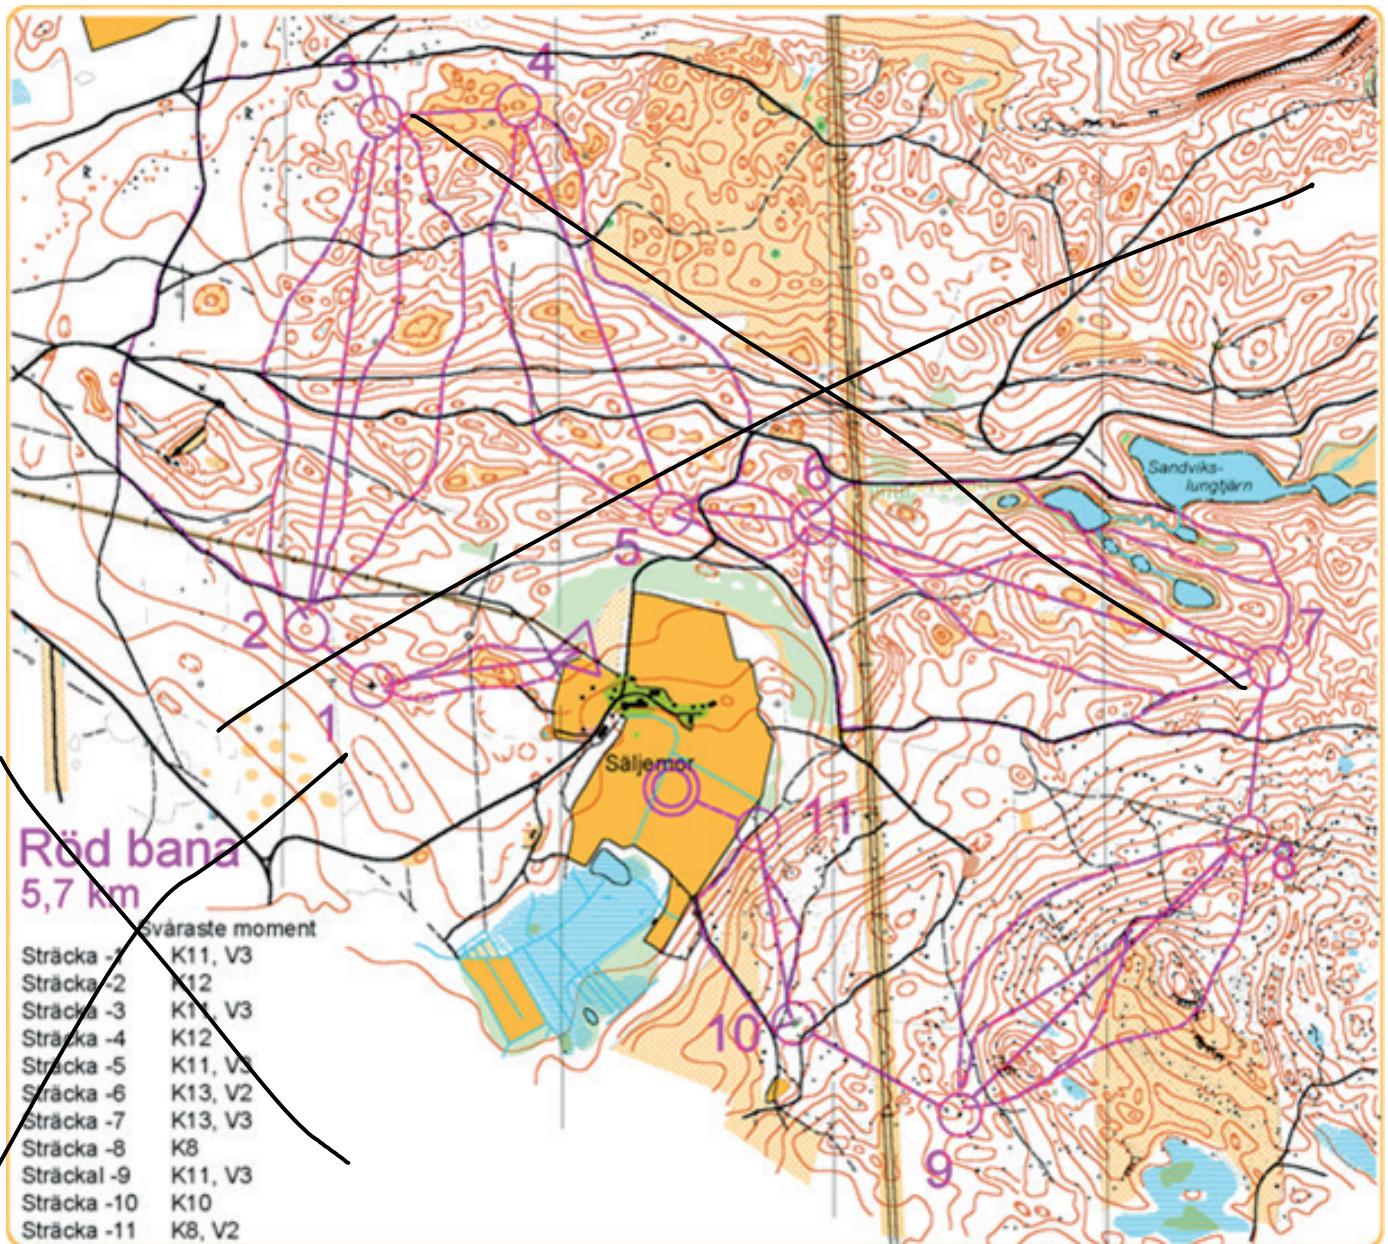 3
4
Sandviks-
lungtjärn
6
5
2
7
1
Säljemor
11
8
Röd bana
5,7 km
Svåraste moment
Sträcka -1 K11, V3
Sträcka -2 K12
Sträcka -3 K11, V3
Sträcka -4 K12
Sträcka -5 K11, V3
Sträcka -6 K13, V2
Sträcka -7 K13, V3
Sträcka -8 K8
Sträckal -9 K11, V3
Sträcka -10 K10
Sträcka -11 K8, V2
10
9